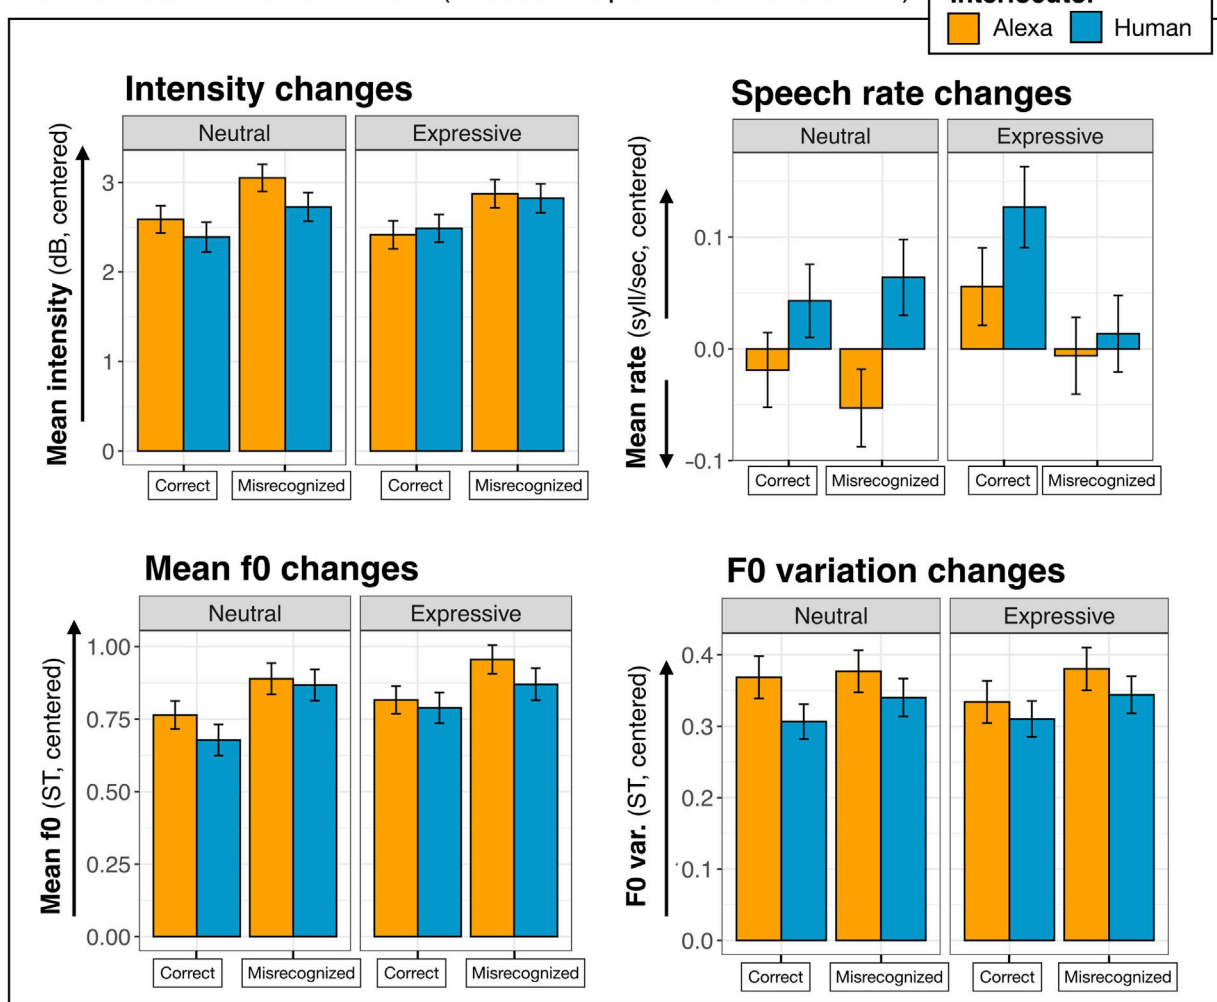 Alexa Human
Intensity changes
Neutral Expressive
Mean intensity (dB, centered)
3
2
1
0
Correct Misrecognized Correct Misrecognized
Speech rate changes
Neutral Expressive
Mean rate (syll/sec, centered)
0.1
0.0
−0.1
Correct Misrecognized Correct Misrecognized
Mean f0 changes
Neutral Expressive
Mean f0 (ST, centered)
1.00
0.75
0.50
0.25
0.00
Correct Misrecognized Correct Misrecognized
F0 variation changes
Neutral Expressive
F0 var. (ST, centered)
0.4
0.3
0.2
0.1
0.0
Correct Misrecognized Correct Misrecognized